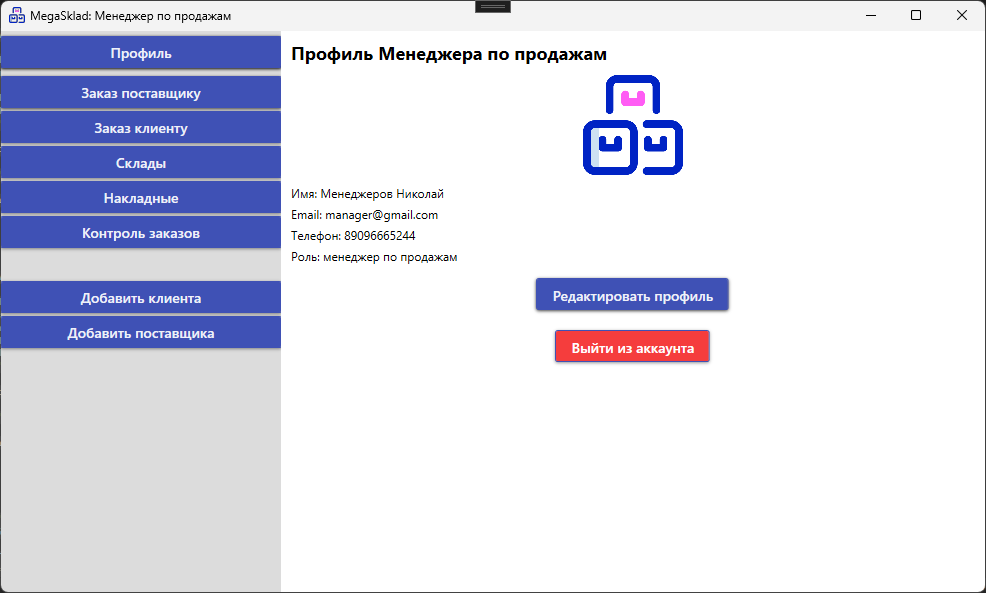 MegaSklad: Менеджер по продажам
Профиль
Заказ поставщику
Заказ клиенту
Склады
Накладные
Контроль заказов
Добавить клиента
Добавить поставщика
Профиль Менеджера по продажам
Имя: Менеджеров Николай
Email: manager@gmail.com
Телефон: 89096665244
Роль: менеджер по продажам
Редактировать профиль
Выйти из аккаунта